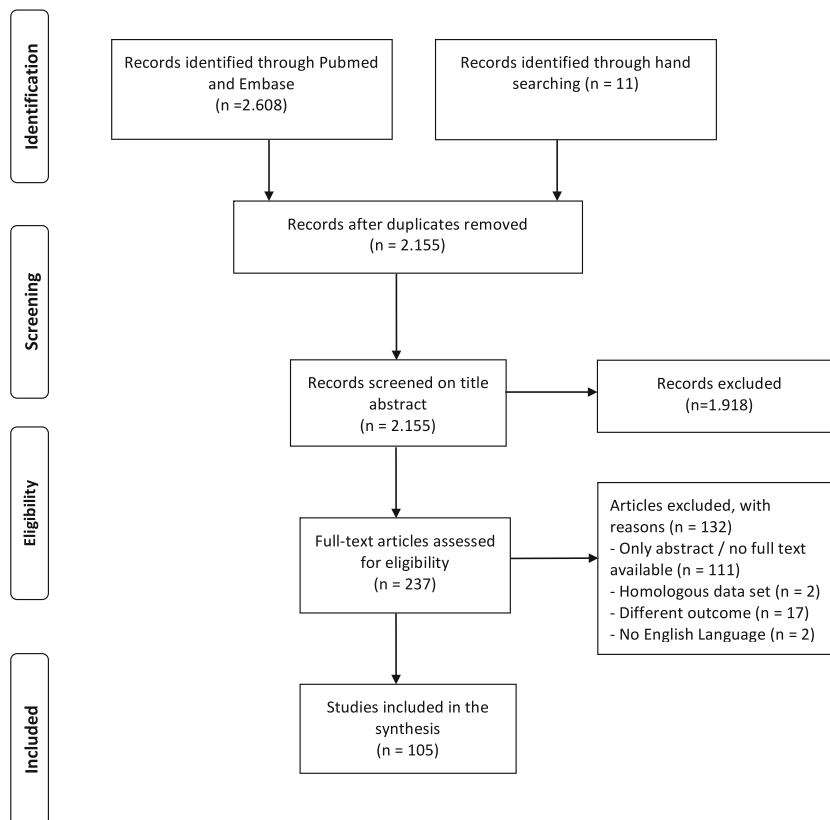 Identification
Records identified through Pubmed
and Embase
(n =2.608)
Records identified through hand
searching (n = 11)
Records after duplicates removed
(n = 2.155)
Screening
Records screened on title
abstract
(n = 2.155)
Records excluded
(n=1.918)
Eligibility
Full-text articles assessed
for eligibility
(n = 237)
Articles excluded, with
reasons (n = 132)
- Only abstract / no full text
available (n = 111)
- Homologous data set (n = 2)
- Different outcome (n = 17)
- No English Language (n = 2)
Included
Studies included in the
synthesis
(n = 105)